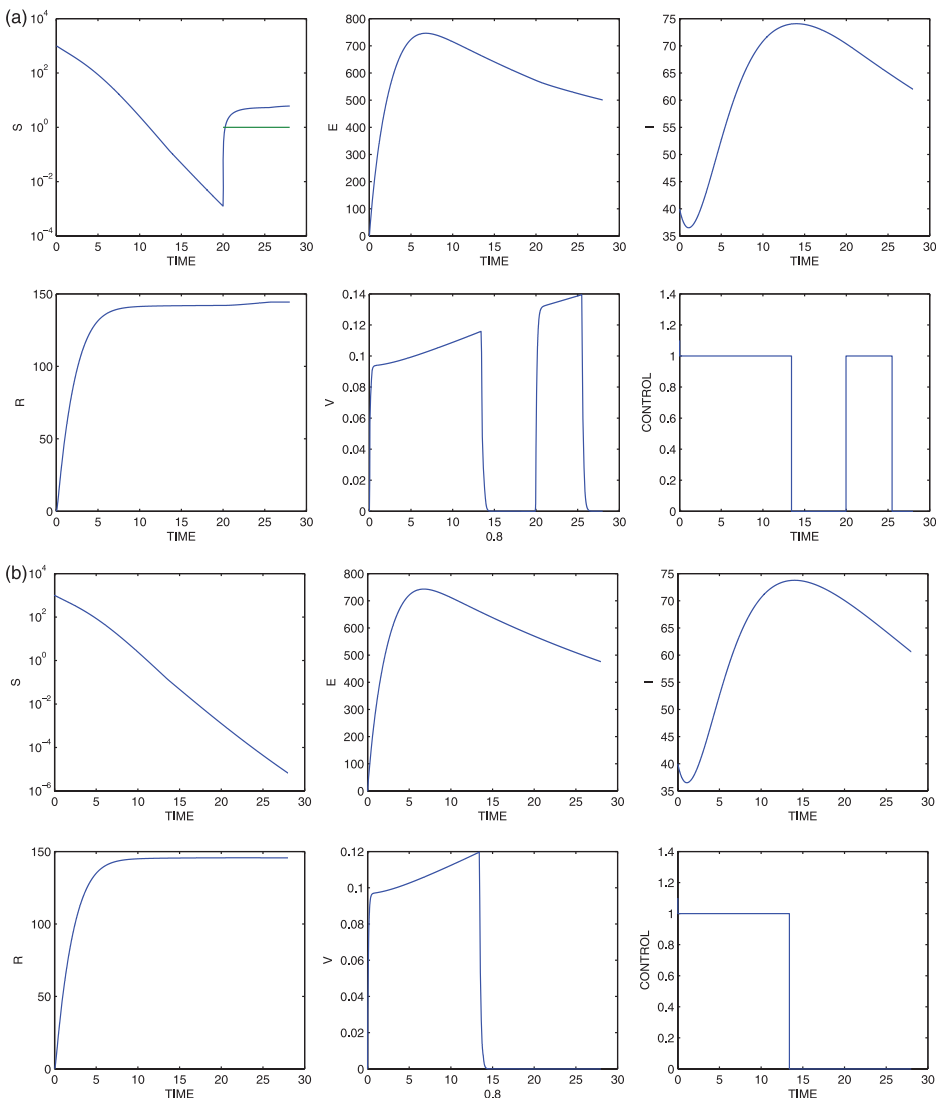 (a)
10^4
10^2
10^0
10^−2
10^−4
S
0 5 10 15 20 25 30
TIME
800
700
600
500
400
300
200
100
0
E
0 5 10 15 20 25 30
TIME
75
70
65
60
55
50
45
40
35
I
0 5 10 15 20 25 30
TIME
150
100
50
0
R
0 5 10 15 20 25 30
TIME
0.14
0.12
0.1
0.08
0.06
0.04
0.02
0
V
0 5 10 15 20 25 30
0.8
1.4
1.2
1
0.8
0.6
0.4
0.2
0
CONTROL
0 5 10 15 20 25 30
TIME
(b)
10^4
10^2
10^0
10^−2
10^−4
10^−6
S
0 5 10 15 20 25 30
TIME
800
700
600
500
400
300
200
100
0
E
0 5 10 15 20 25 30
TIME
75
70
65
60
55
50
45
40
35
I
0 5 10 15 20 25 30
TIME
150
100
50
0
R
0 5 10 15 20 25 30
TIME
0.12
0.1
0.08
0.06
0.04
0.02
0
V
0 5 10 15 20 25 30
0.8
1.4
1.2
1
0.8
0.6
0.4
0.2
0
CONTROL
0 5 10 15 20 25 30
TIME